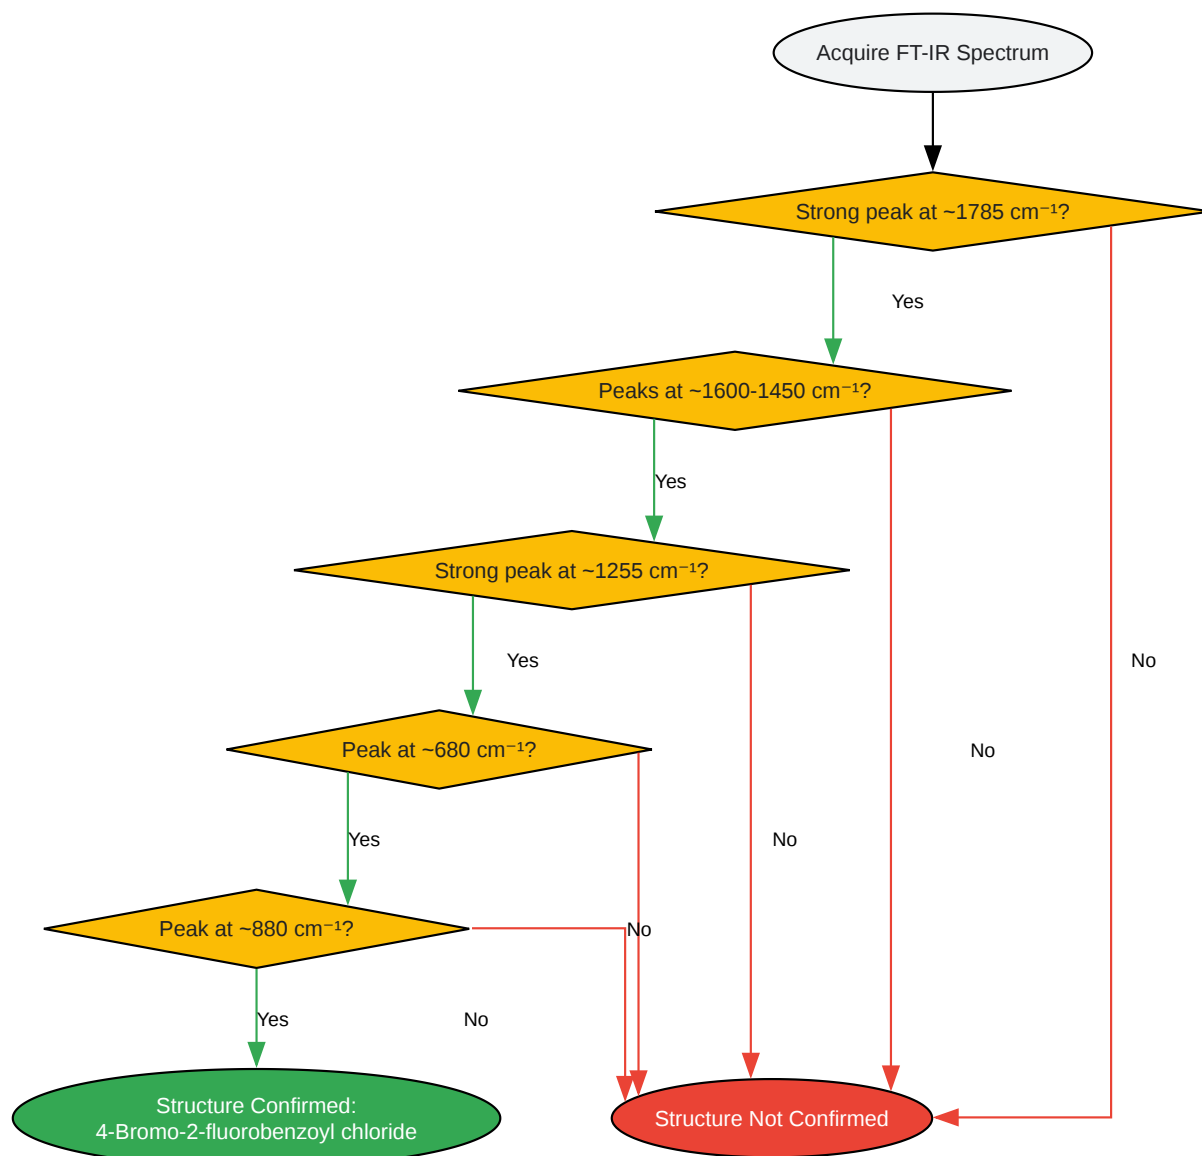 Acquire FT-IR Spectrum
Strong peak at ~1785 cm⁻¹?
Yes
Peaks at ~1600-1450 cm⁻¹?
Yes
Strong peak at ~1255 cm⁻¹?
Yes
No
Peak at ~680 cm⁻¹?
No
Yes
No
Peak at ~880 cm⁻¹?
No
Yes
No
Structure Confirmed:
4-Bromo-2-fluorobenzoyl chloride
Structure Not Confirmed